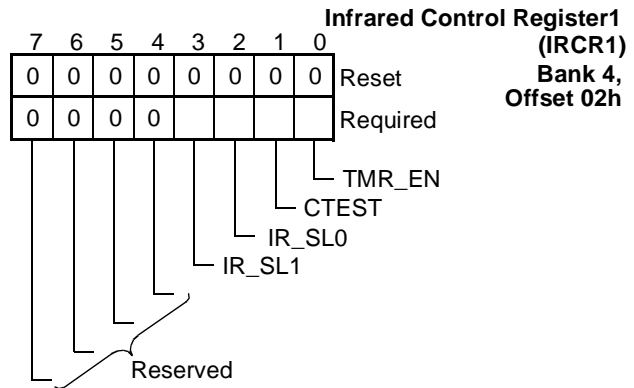 Infrared Control Register1
(IRCR1)
Bank 4,
Offset 02h
7 6 5 4 3 2 1 0
0 0 0 0 0 0 0 0 Reset
0 0 0 0 Required
TMR_EN
CTEST
IR_SL0
IR_SL1
Reserved